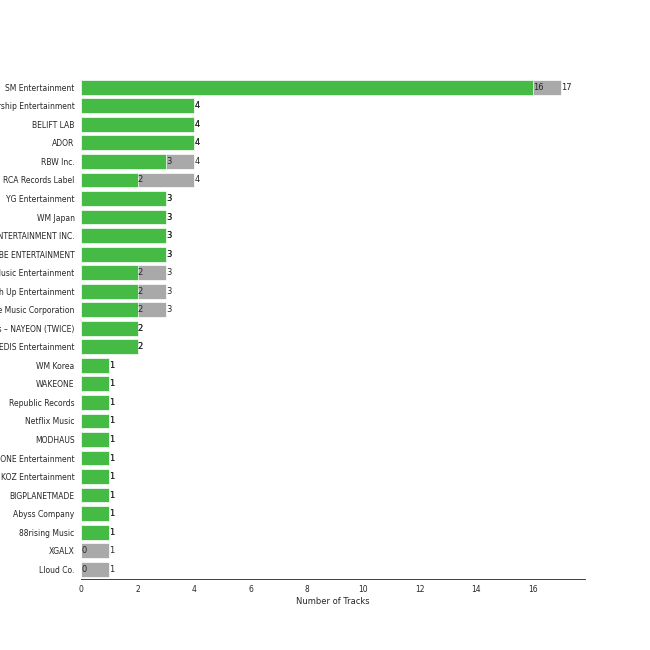 SM Entertainment 16 17
rship Entertainment 4
BELIFT LAB 4
ADOR 4
RBW Inc. 3 4
RCA Records Label 2 4
YG Entertainment 3
WM Japan 3
NTERTAINMENT INC. 3
BE ENTERTAINMENT 3
usic Entertainment 2 3
h Up Entertainment 2 3
e Music Corporation 2 3
s – NAYEON (TWICE) 2
EDIS Entertainment 2
WM Korea 1
WAKEONE 1
Republic Records 1
Netflix Music 1
MODHAUS 1
ONE Entertainment 1
KOZ Entertainment 1
BIGPLANETMADE 1
Abyss Company 1
88rising Music 1
XGALX 0 1
Lloud Co. 0 1
0 2 4 6 8 10 12 14 16
Number of Tracks